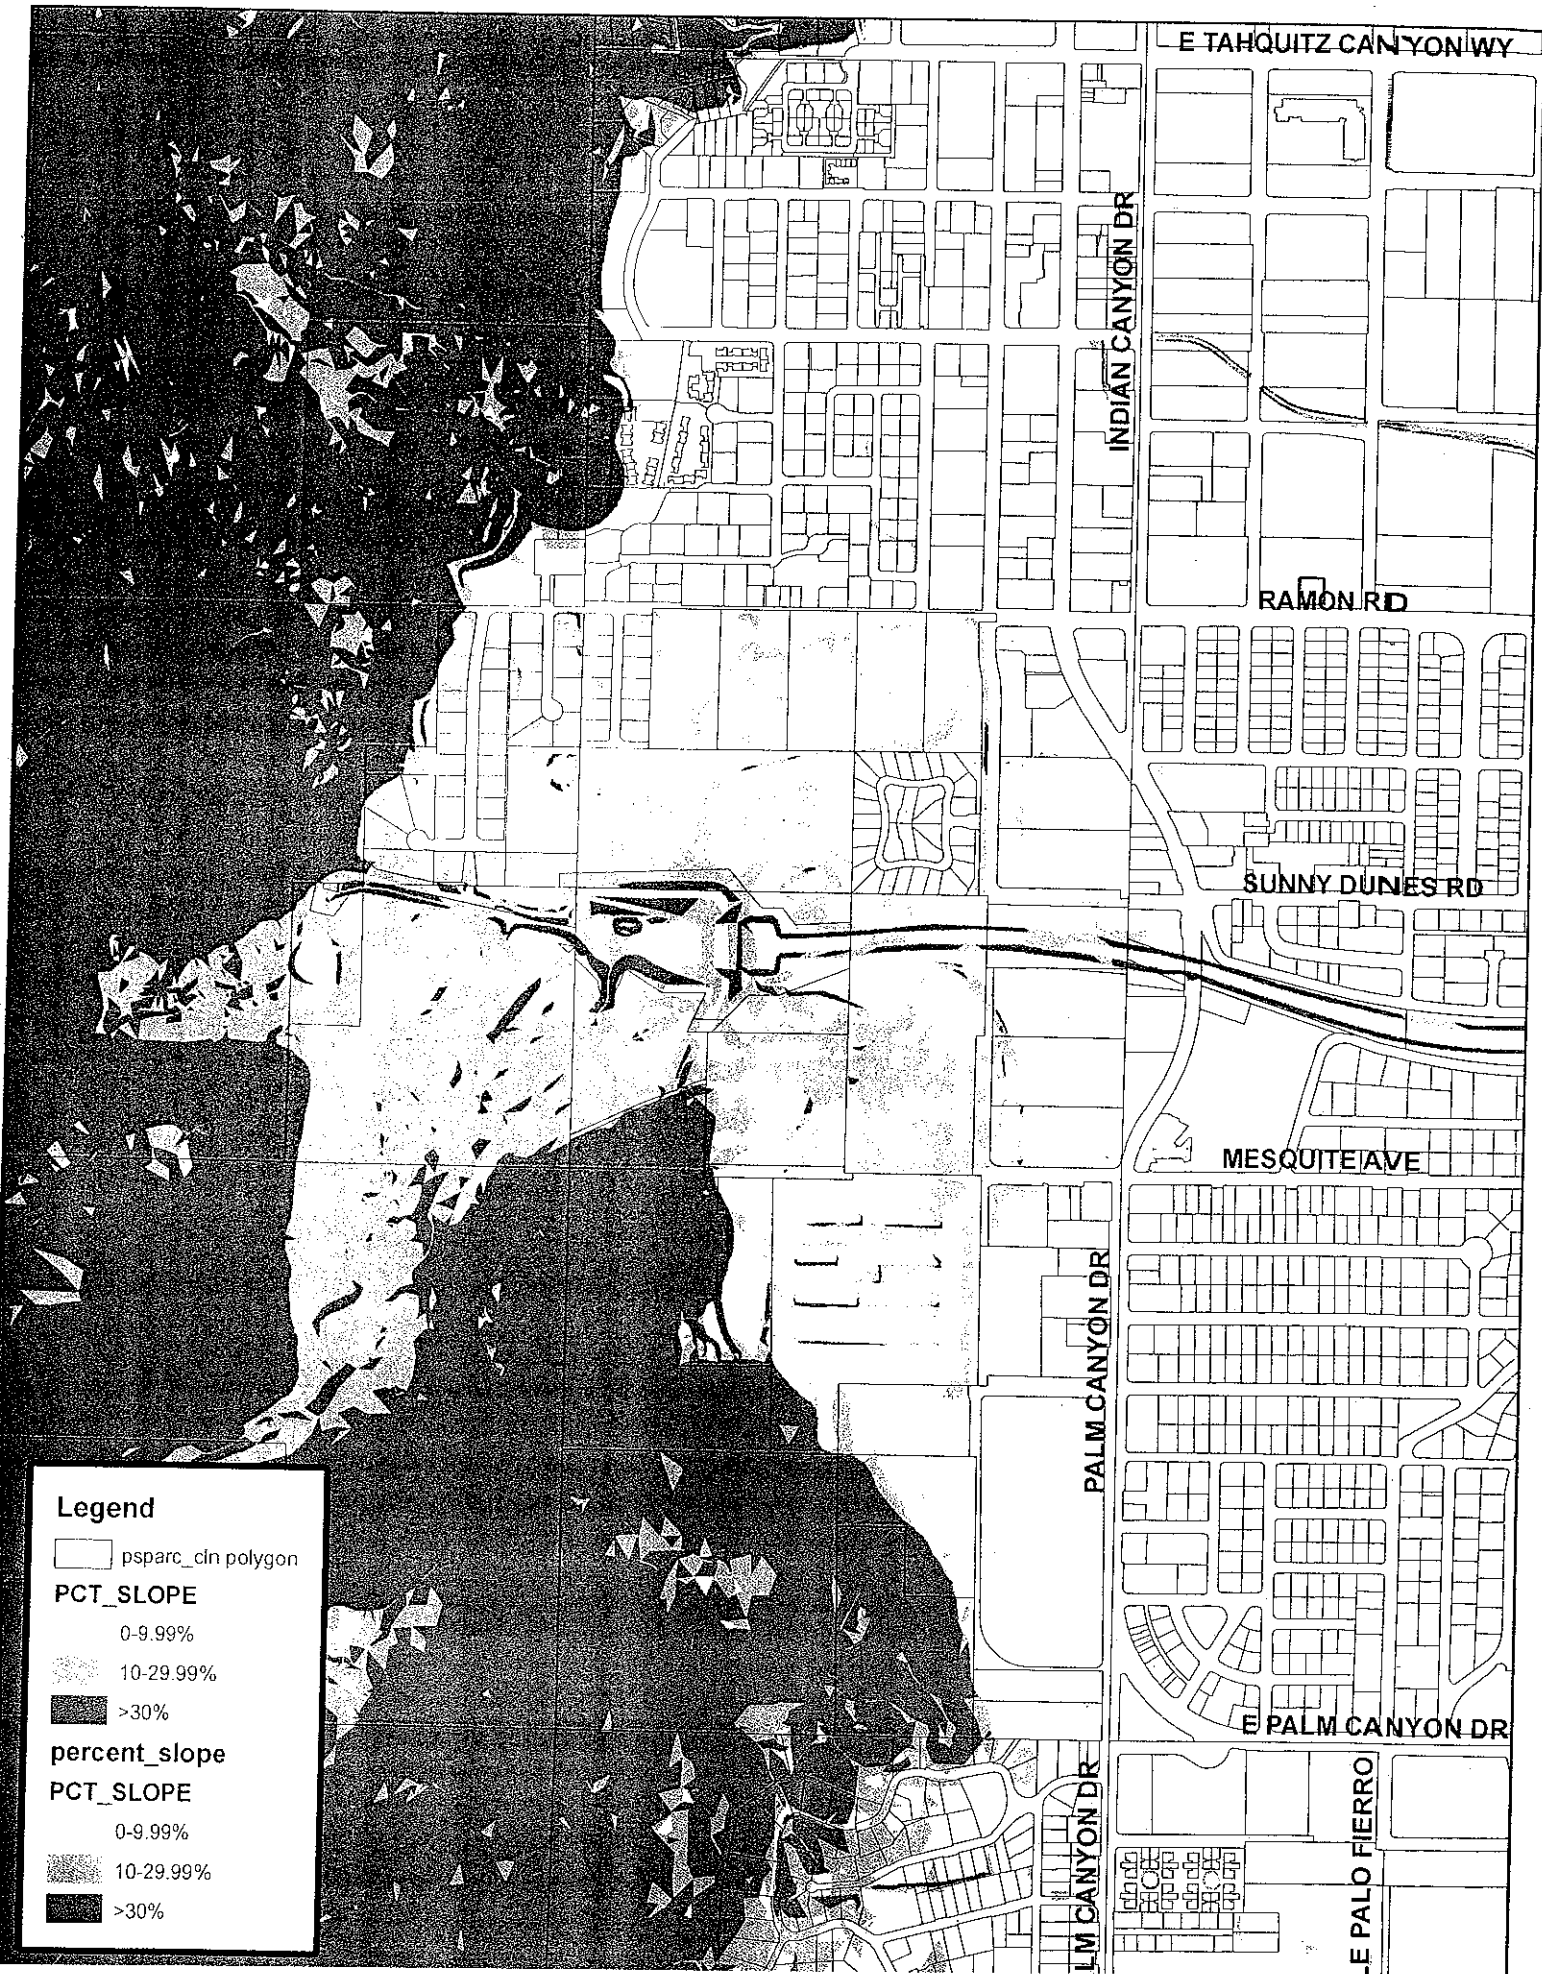 E TAHQUITZ CANYON WY
INDIAN CANYON DR
RAMON RD
SUNNY DUNES RD
MESQUITE AVE
PALM CANYON DR
E PALM CANYON DR
LM CANYON DR
LE PALO FIERRO
Legend
psparc_cln polygon
PCT_SLOPE
0-9.99%
10-29.99%
>30%
percent_slope
PCT_SLOPE
0-9.99%
10-29.99%
>30%